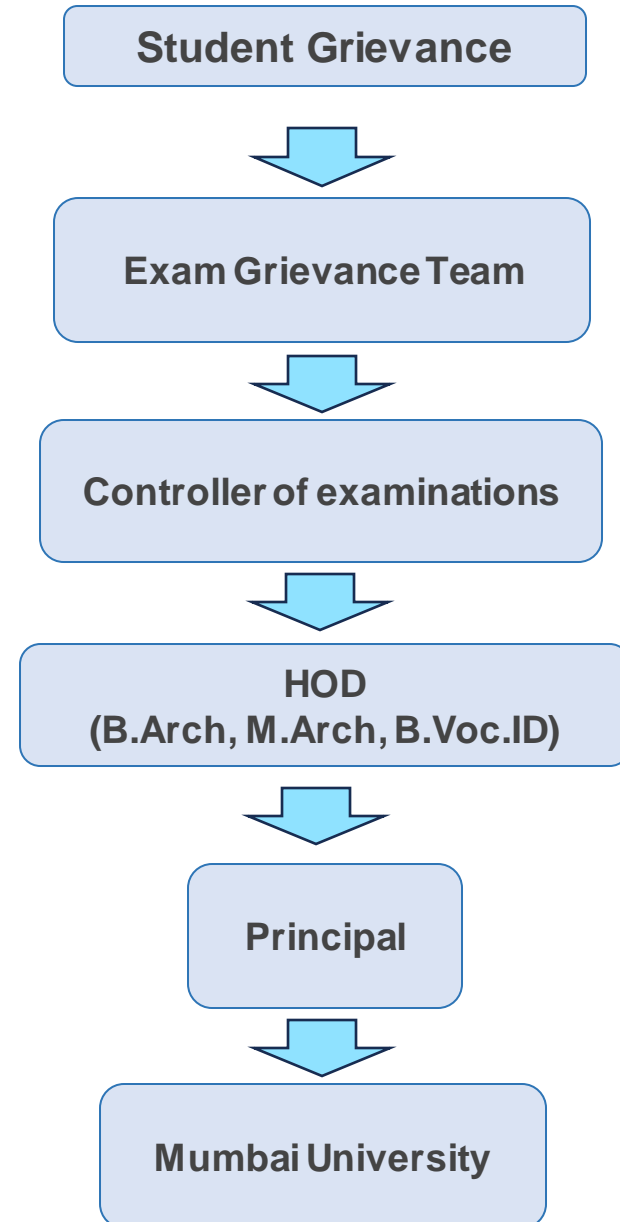 Student Grievance
Exam Grievance Team
Controller of examinations
HOD
(B.Arch, M.Arch, B.Voc.ID)
Principal
Mumbai University